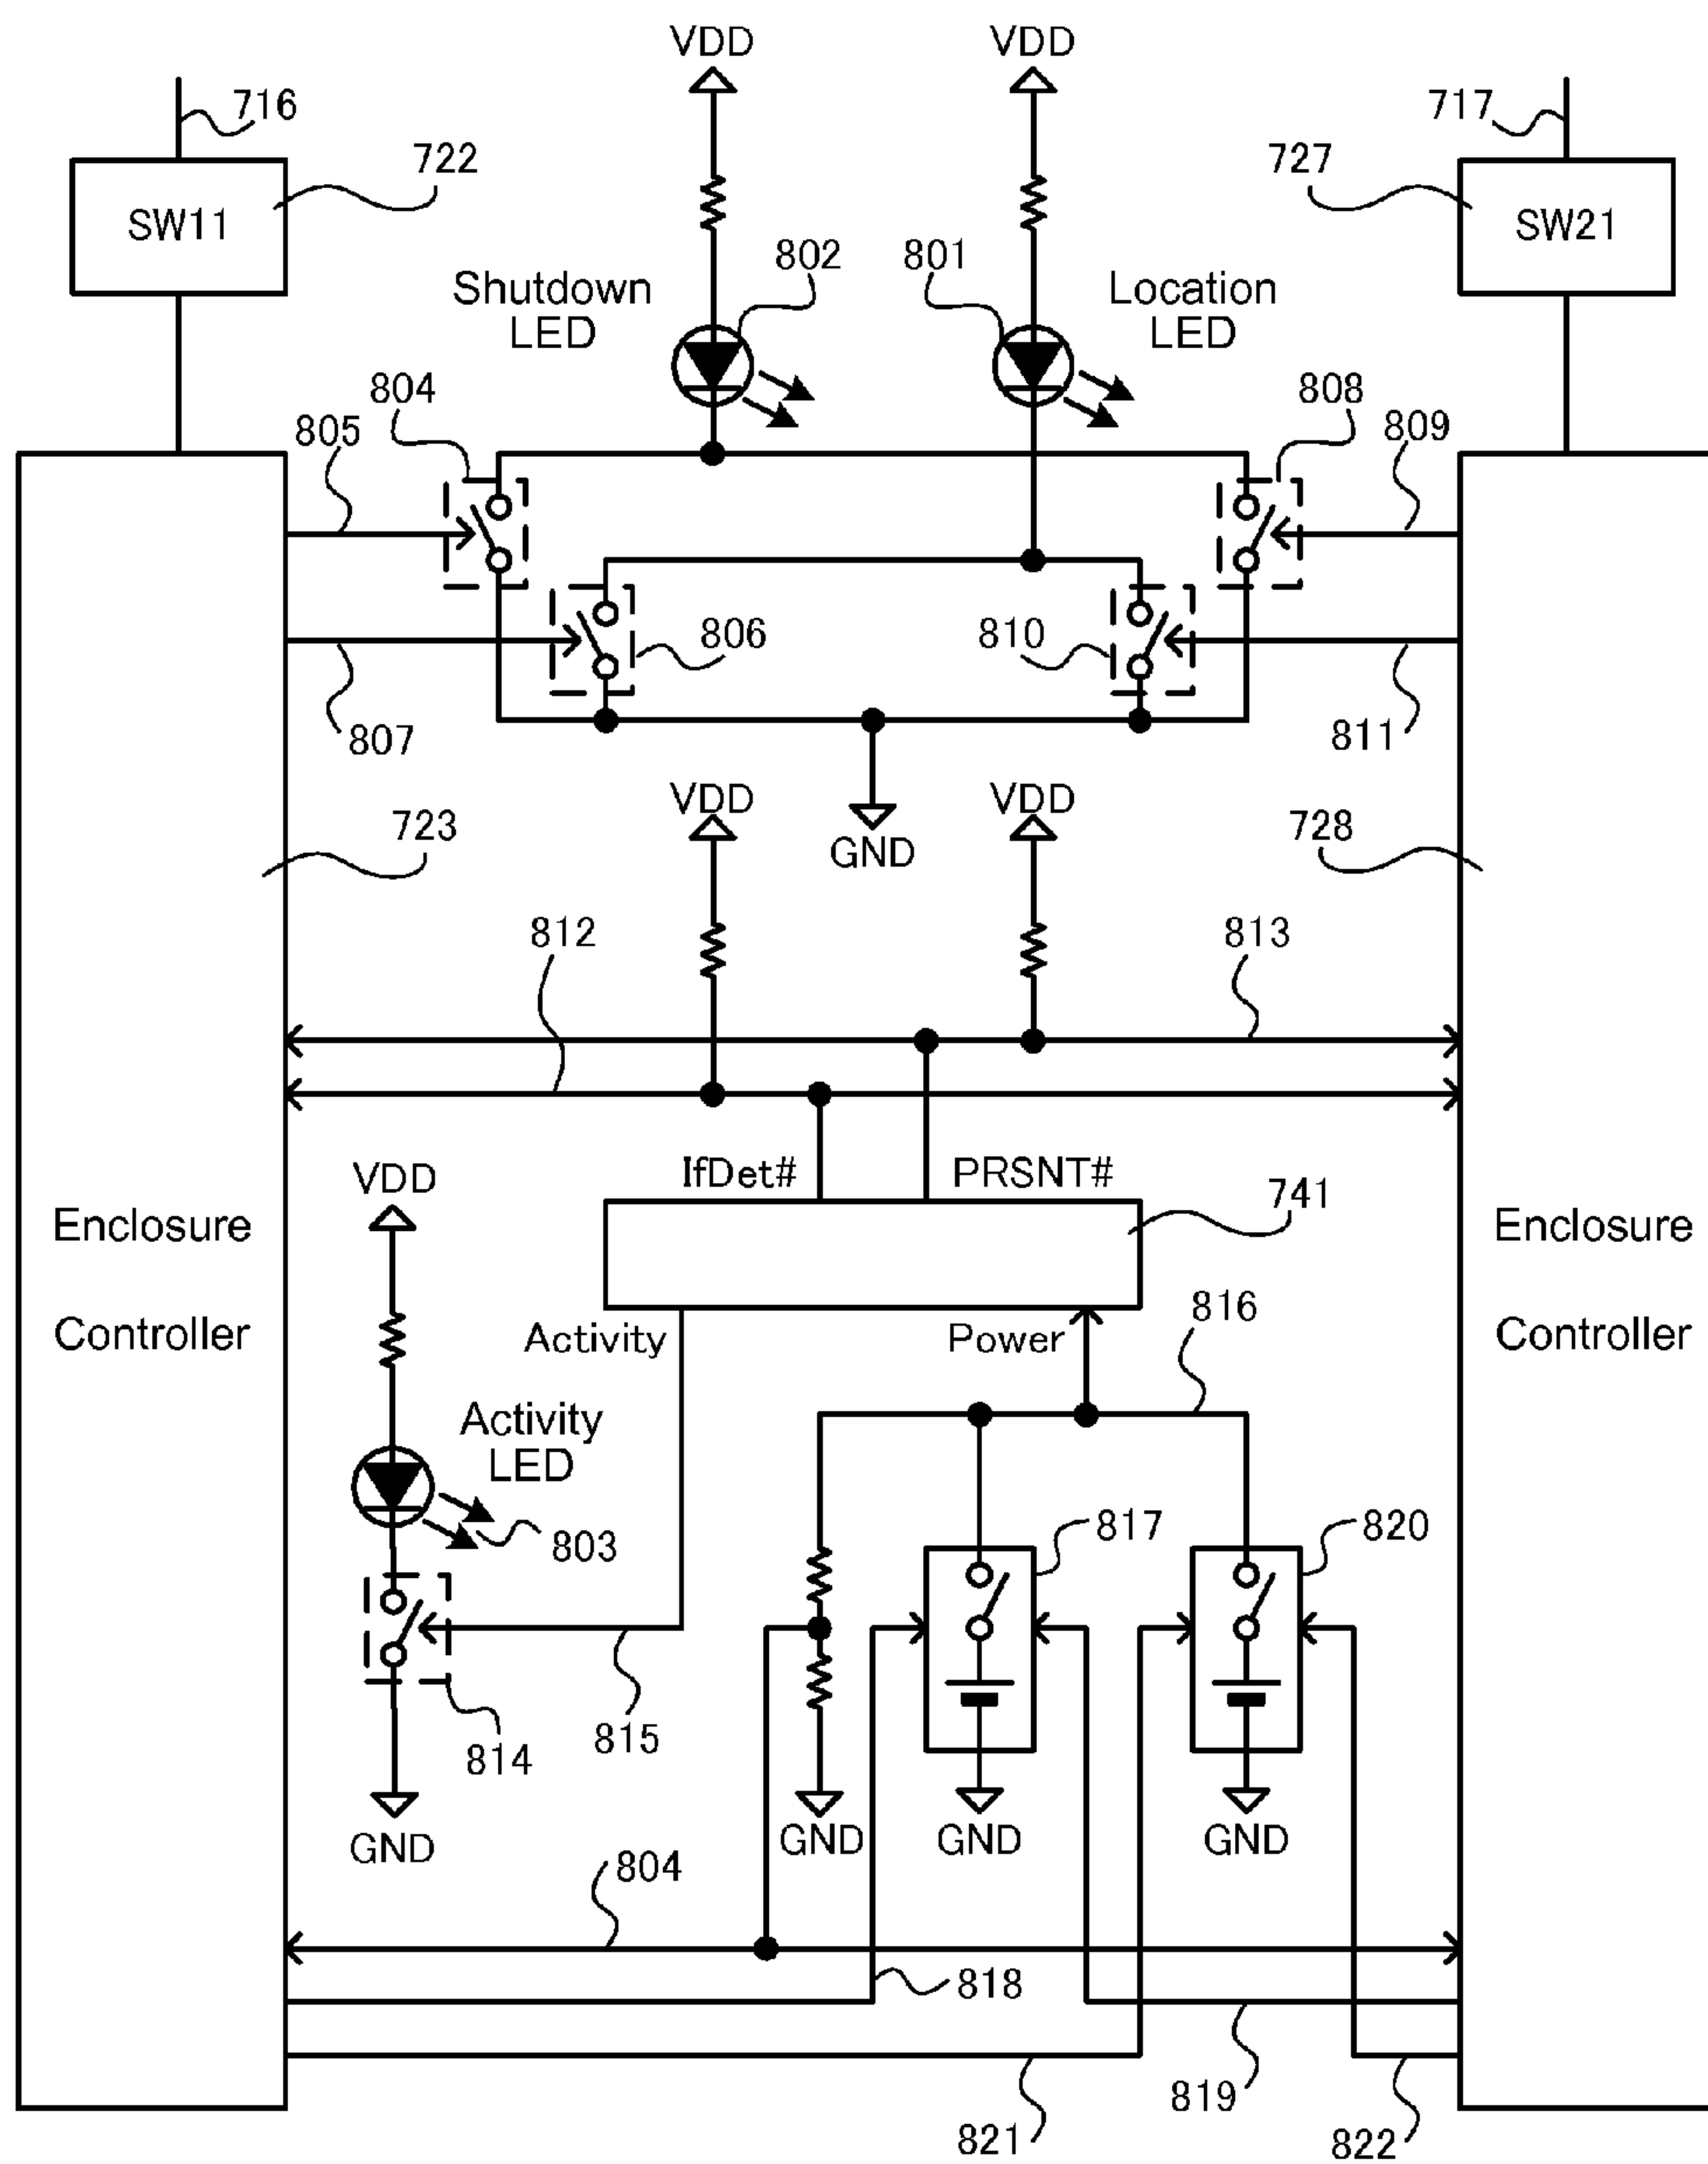 VDD
VDD
716
717
722
727
SW11
SW21
802
801
Shutdown
LED
Location
LED
804
808
805
809
806
810
807
811
VDD
VDD
GND
723
728
812
813
VDD
IfDet#
PRSNT#
741
Enclosure
Controller
Enclosure
Controller
Activity
Power
816
Activity
LED
803
817
820
815
814
GND
GND
GND
GND
804
818
819
821
822